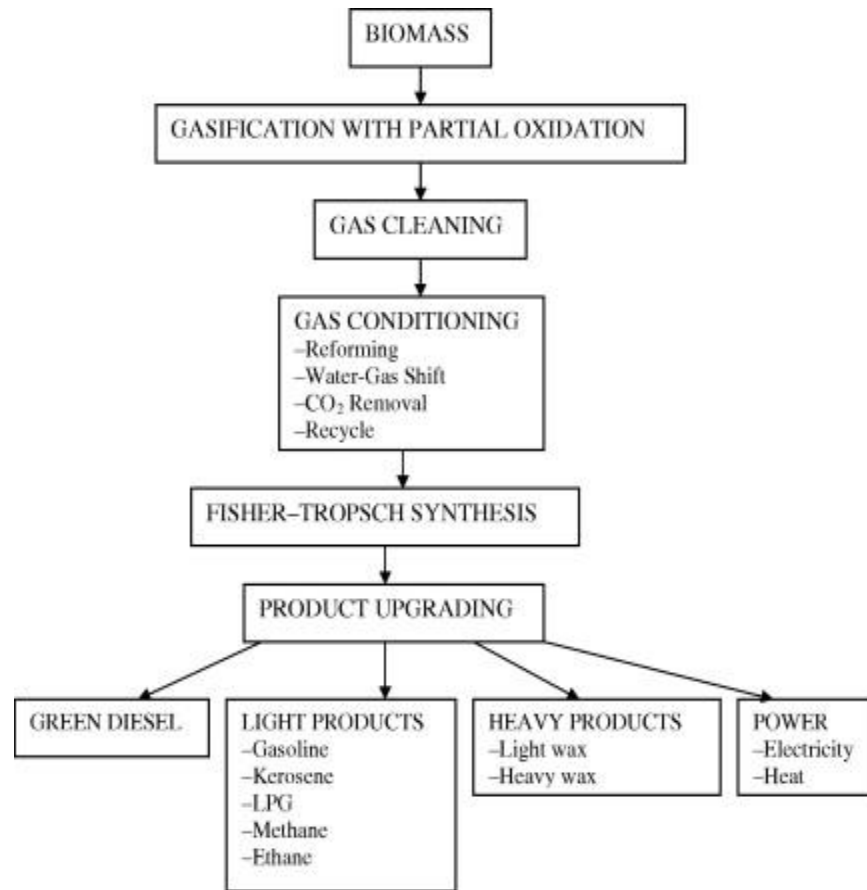 BIOMASS
GASIFICATION WITH PARTIAL OXIDATION
GAS CLEANING
GAS CONDITIONING
–Reforming
–Water-Gas Shift
–CO₂ Removal
–Recycle
FISHER–TROPSCH SYNTHESIS
PRODUCT UPGRADING
GREEN DIESEL
LIGHT PRODUCTS
–Gasoline
–Kerosene
–LPG
–Methane
–Ethane
HEAVY PRODUCTS
–Light wax
–Heavy wax
POWER
–Electricity
–Heat